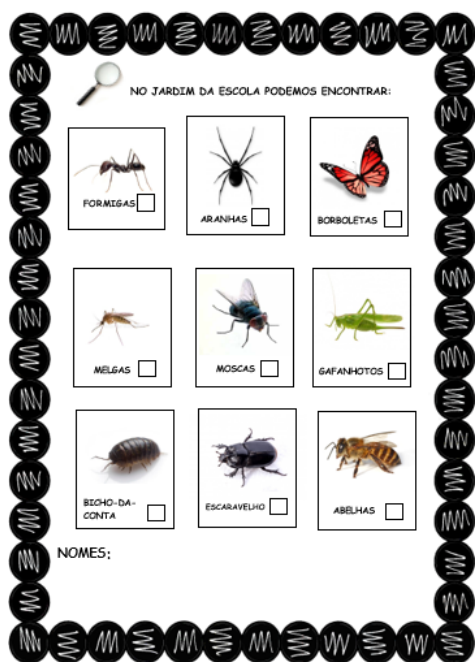 NO JARDIM DA ESCOLA PODEMOS ENCONTRAR:
FORMIGAS
ARANHAS
BORBOLETAS
MELGAS
MOSCAS
GAFANHOTOS
BICHO-DA-
CONTA
ESCARAVELHO
ABELHAS
NOMES: